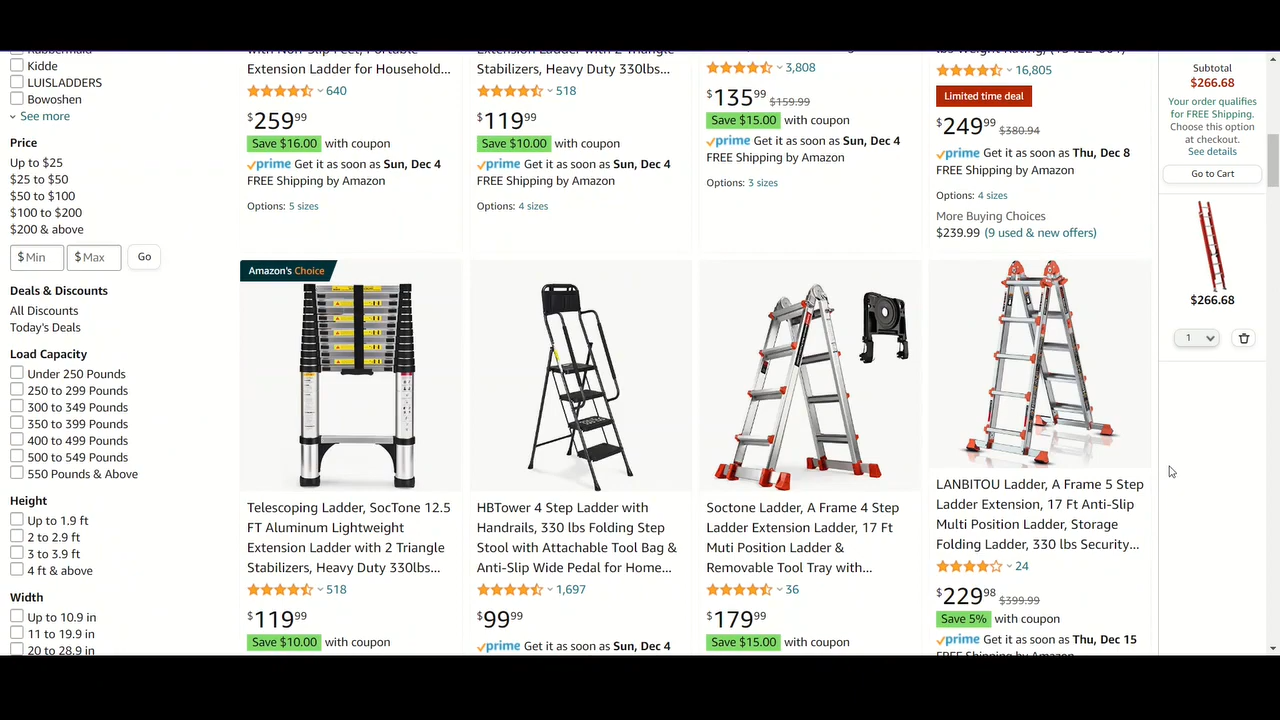 Kidde
LUISLADDERS
Bowoshen
See more
Price
Up to $25
$25 to $50
$50 to $100
$100 to $200
$200 & above
$ Min
$ Max
Go
Deals & Discounts
All Discounts
Today's Deals
Load Capacity
Under 250 Pounds
250 to 299 Pounds
300 to 349 Pounds
350 to 399 Pounds
400 to 499 Pounds
500 to 549 Pounds
550 Pounds & Above
Height
Up to 1.9 ft
2 to 2.9 ft
3 to 3.9 ft
4 ft & above
Width
Up to 10.9 in
11 to 19.9 in
20 to 28.9 in
Extension Ladder for Household...
640
$25999
Save $16.00 with coupon
prime Get it as soon as Sun, Dec 4
FREE Shipping by Amazon
Options: 5 sizes
Stabilizers, Heavy Duty 330lbs...
518
$11999
Save $10.00 with coupon
prime Get it as soon as Sun, Dec 4
FREE Shipping by Amazon
Options: 4 sizes
3,808
$13599 $159.99
Save $15.00 with coupon
prime Get it as soon as Sun, Dec 4
FREE Shipping by Amazon
Options: 3 sizes
16,805
Limited time deal
$24999 $380.94
prime Get it as soon as Thu, Dec 8
FREE Shipping by Amazon
Options: 4 sizes
More Buying Choices
$239.99 (9 used & new offers)
Amazon's Choice
Telescoping Ladder, SocTone 12.5
FT Aluminum Lightweight
Extension Ladder with 2 Triangle
Stabilizers, Heavy Duty 330lbs...
518
$11999
Save $10.00 with coupon
HBTower 4 Step Ladder with
Handrails, 330 lbs Folding Step
Stool with Attachable Tool Bag &
Anti-Slip Wide Pedal for Home...
1,697
$9999
prime Get it as soon as Sun, Dec 4
Soctone Ladder, A Frame 4 Step
Ladder Extension Ladder, 17 Ft
Muti Position Ladder &
Removable Tool Tray with...
36
$17999
Save $15.00 with coupon
LANBITOU Ladder, A Frame 5 Step
Ladder Extension, 17 Ft Anti-Slip
Multi Position Ladder, Storage
Folding Ladder, 330 lbs Security...
24
$22998 $399.99
Save 5% with coupon
prime Get it as soon as Thu, Dec 15
FREE Shipping by Amazon
Subtotal
$266.68
Your order qualifies
for FREE Shipping.
Choose this option
at checkout.
See details
Go to Cart
$266.68
1